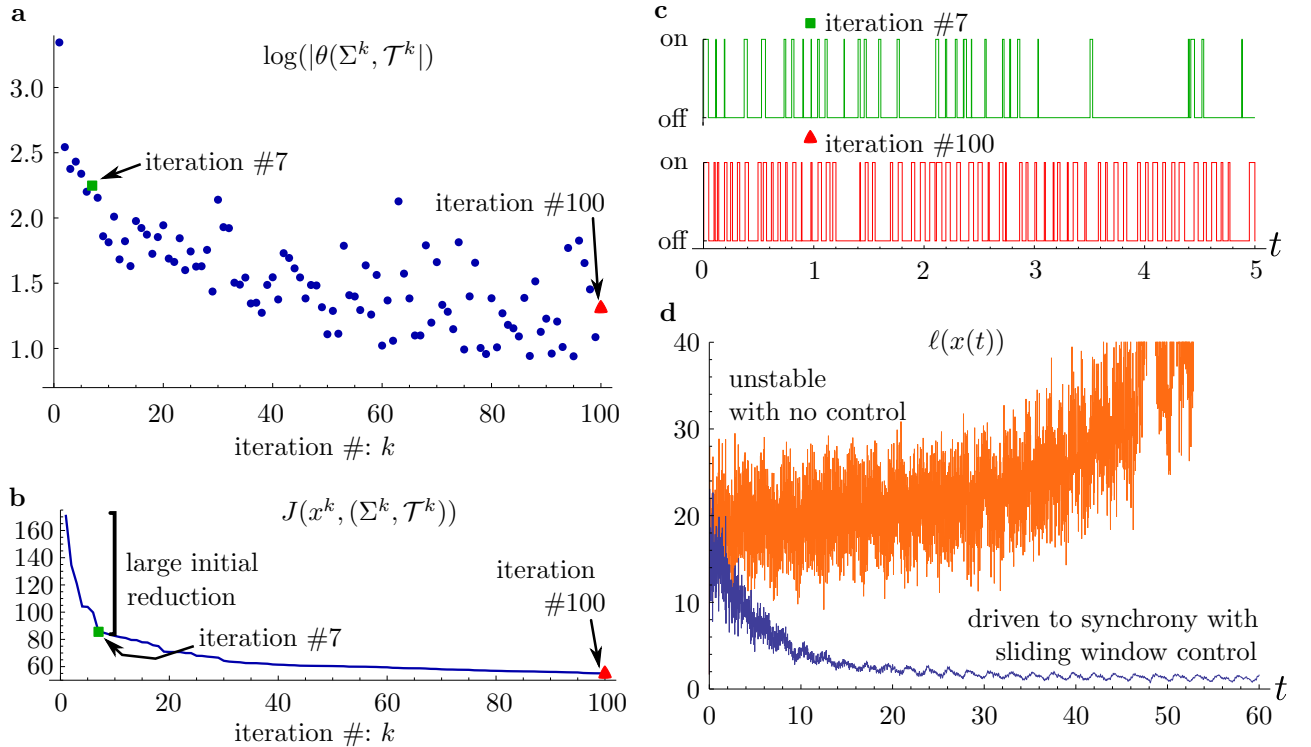 a
log(|θ(Σ^k, 𝒯^k|)
3.0
2.5
2.0
1.5
1.0
iteration #7
iteration #100
0 20 40 60 80 100
iteration #: k
b
J(x^k, (Σ^k, 𝒯^k))
160
140
120
100
80
60
large initial
reduction
iteration #7
iteration
#100
0 20 40 60 80 100
iteration #: k
c
iteration #7
on
off
iteration #100
on
off
0 1 2 3 4 5 t
d
ℓ(x(t))
40
30
20
10
0
unstable
with no control
driven to synchrony with
sliding window control
0 10 20 30 40 50 60 t